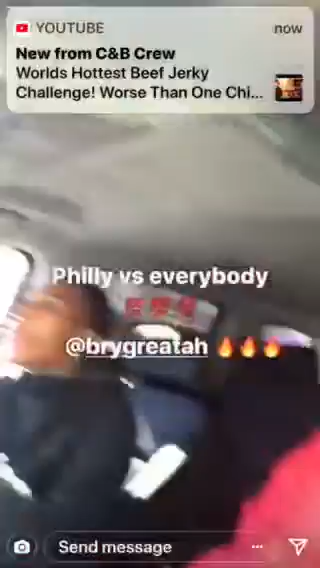 YOUTUBE now
New from C&B Crew
Worlds Hottest Beef Jerky
Challenge! Worse Than One Chi...
Philly vs everybody
💯💯💯
@brygreatah 🔥🔥🔥
Send message